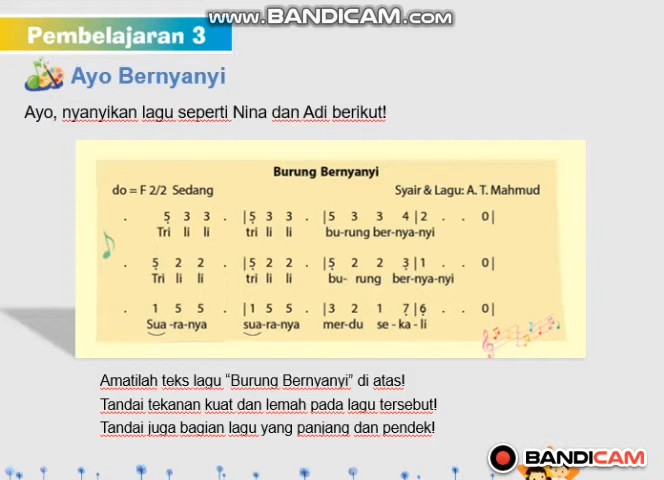 www.BANDICAM.com
Pembelajaran 3
Ayo Bernyanyi
Ayo, nyanyikan lagu seperti Nina dan Adi berikut!
Burung Bernyanyi
do = F 2/2 Sedang Syair & Lagu: A. T. Mahmud
. 5̣ 3 3 . | 5̣ 3 3 . | 5 3 3 4 | 2 . . 0 |
Tri li li tri li li bu-rung ber-nya-nyi
. 5̣ 2 2 . | 5̣ 2 2 . | 5̣ 2 2 3̣ | 1 . . 0 |
Tri li li tri li li bu- rung ber-nya-nyi
. 1 5 5 . | 1 5 5 . | 3 2 1 7̣ | 6̣ . . 0 |
Sua -ra-nya sua-ra-nya mer-du se - ka - li
Amatilah teks lagu “Burung Bernyanyi” di atas!
Tandai tekanan kuat dan lemah pada lagu tersebut!
Tandai juga bagian lagu yang panjang dan pendek!
BANDICAM